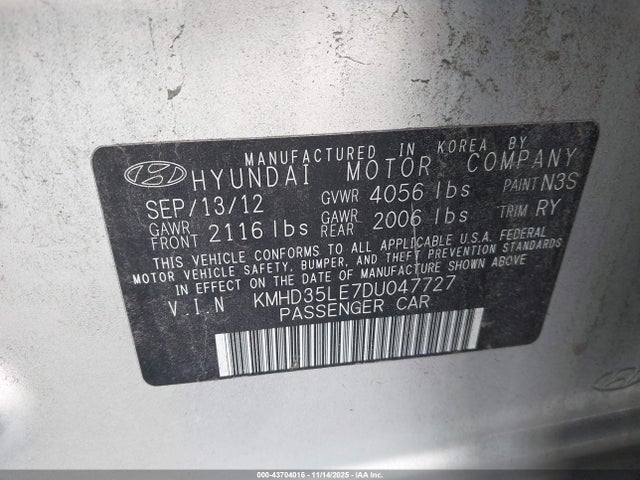 MANUFACTURED IN KOREA BY
HYUNDAI MOTOR COMPANY
SEP/13/12 GVWR 4056 lbs PAINT N3S
GAWR FRONT 2116 lbs GAWR REAR 2006 lbs TRIM RY
THIS VEHICLE CONFORMS TO ALL APPLICABLE U.S.A. FEDERAL
MOTOR VEHICLE SAFETY, BUMPER, AND THEFT PREVENTION STANDARDS
IN EFFECT ON THE DATE OF MANUFACTURE SHOWN ABOVE
V.I.N KMHD35LE7DU047727
PASSENGER CAR
000-43704016 - 11/14/2025 - IAAI, Inc.